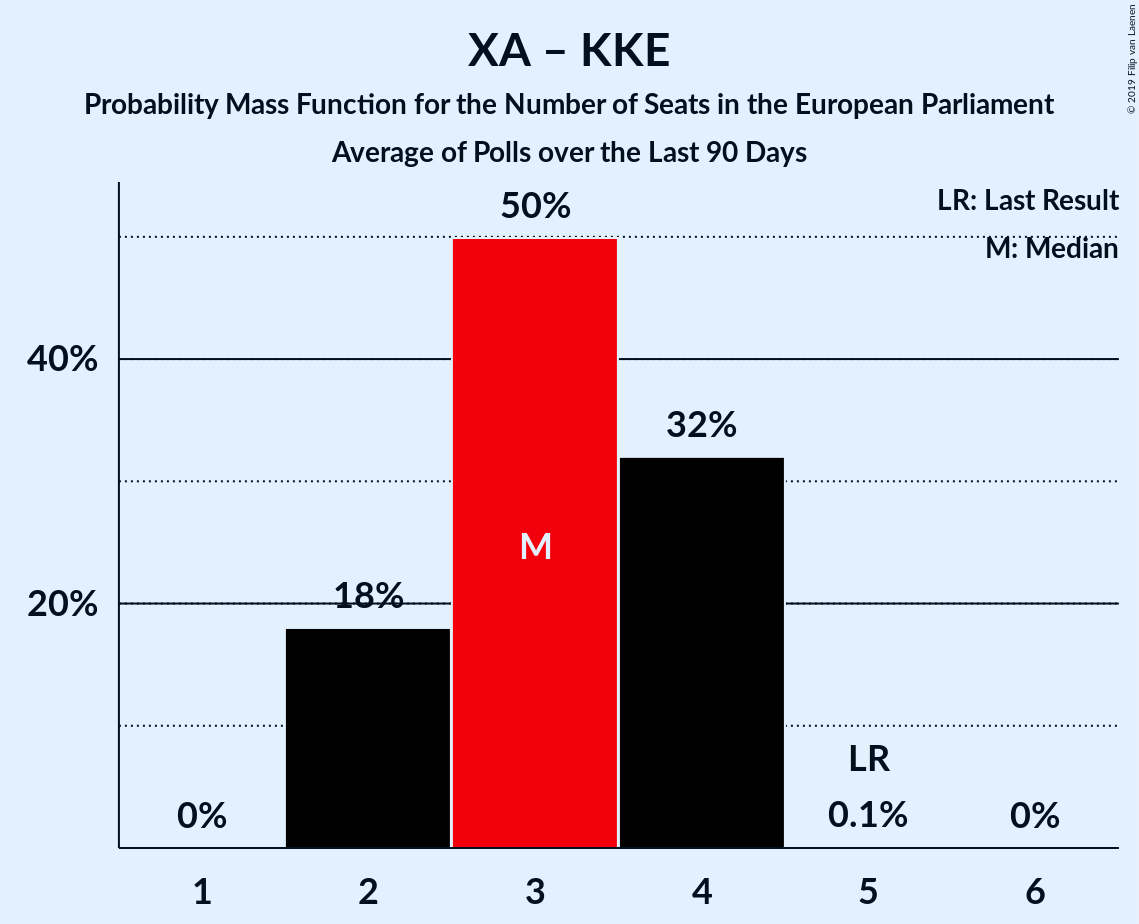 XA – KKE
Probability Mass Function for the Number of Seats in the European Parliament
Average of Polls over the Last 90 Days
© 2019 Filip van Laenen
LR: Last Result
M: Median
50%
40%
32%
M
20%
18%
LR
0%
0.1%
0%
1 2 3 4 5 6